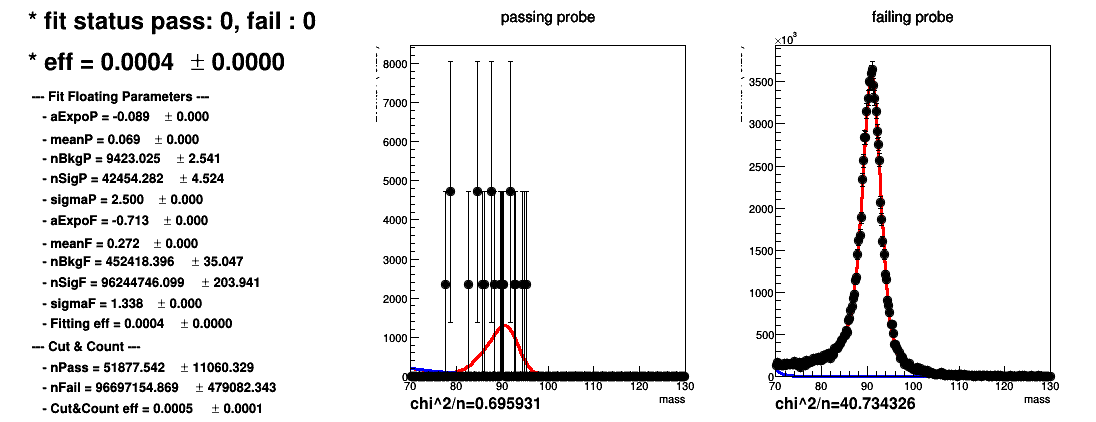 * fit status pass: 0, fail : 0
* eff = 0.0004 ± 0.0000
--- Fit Floating Parameters ---
- aExpoP = -0.089 ± 0.000
- meanP = 0.069 ± 0.000
- nBkgP = 9423.025 ± 2.541
- nSigP = 42454.282 ± 4.524
- sigmaP = 2.500 ± 0.000
- aExpoF = -0.713 ± 0.000
- meanF = 0.272 ± 0.000
- nBkgF = 452418.396 ± 35.047
- nSigF = 96244746.099 ± 203.941
- sigmaF = 1.338 ± 0.000
- Fitting eff = 0.0004 ± 0.0000
--- Cut & Count ---
- nPass = 51877.542 ± 11060.329
- nFail = 96697154.869 ± 479082.343
- Cut&Count eff = 0.0005 ± 0.0001
passing probe
8000
7000
6000
5000
4000
3000
2000
1000
0
70 80 90 100 110 120 130
mass
chi^2/n=0.695931
failing probe
×10³
3500
3000
2500
2000
1500
1000
500
0
70 80 90 100 110 120 130
mass
chi^2/n=40.734326